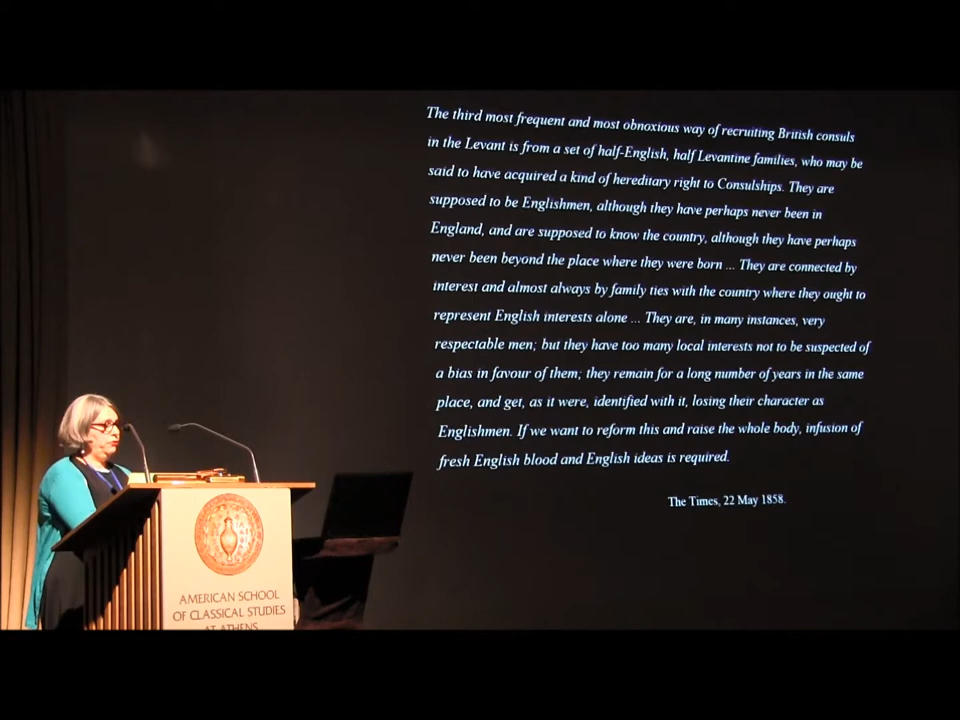 The third most frequent and most obnoxious way of recruiting British consuls
in the Levant is from a set of half-English, half Levantine families, who may be
said to have acquired a kind of hereditary right to Consulships. They are
supposed to be Englishmen, although they have perhaps never been in
England, and are supposed to know the country, although they have perhaps
never been beyond the place where they were born ... They are connected by
interest and almost always by family ties with the country where they ought to
represent English interests alone ... They are, in many instances, very
respectable men; but they have too many local interests not to be suspected of
a bias in favour of them; they remain for a long number of years in the same
place, and get, as it were, identified with it, losing their character as
Englishmen. If we want to reform this and raise the whole body, infusion of
fresh English blood and English ideas is required.
The Times, 22 May 1858.
AMERICAN SCHOOL
OF CLASSICAL STUDIES
AT ATHENS